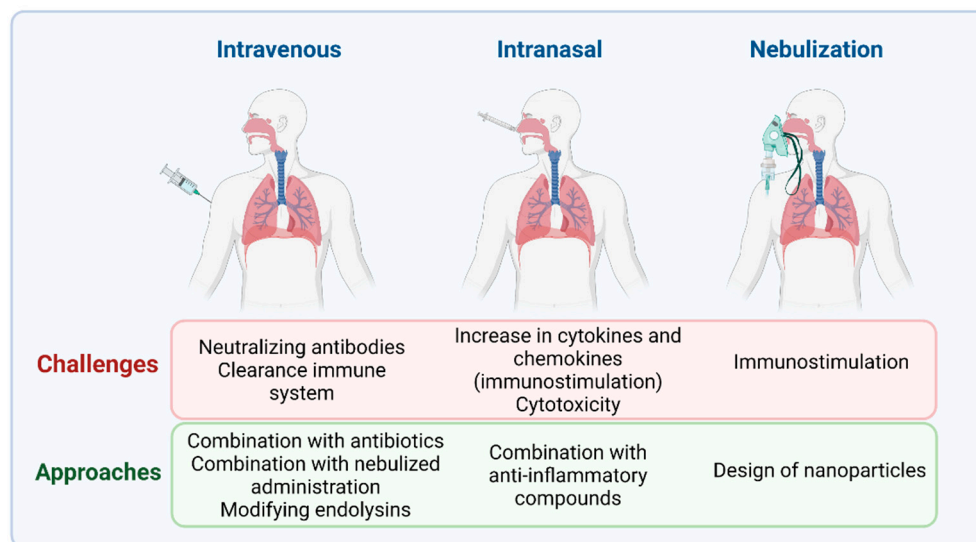 Intravenous
Intranasal
Nebulization
Challenges
Neutralizing antibodies
Clearance immune
system
Increase in cytokines and
chemokines
(immunostimulation)
Cytotoxicity
Immunostimulation
Approaches
Combination with antibiotics
Combination with nebulized
administration
Modifying endolysins
Combination with
anti-inflammatory
compounds
Design of nanoparticles